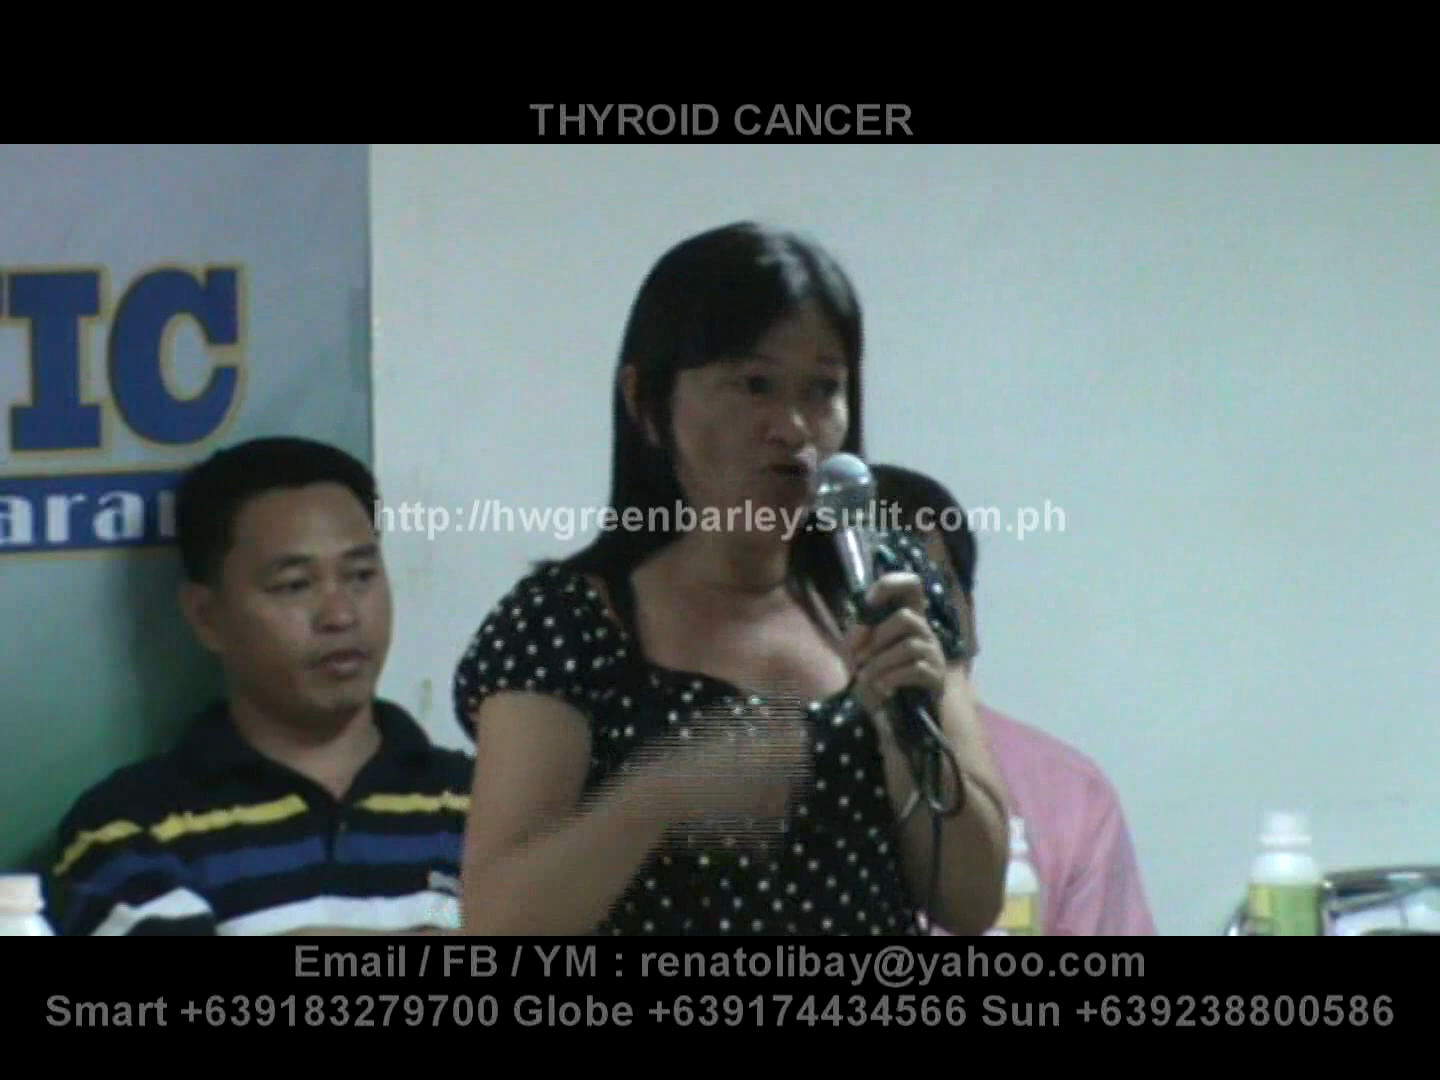 THYROID CANCER
IC
http://hwgreenbarley.sulit.com.ph
Email / FB / YM : renatolibay@yahoo.com
Smart +639183279700 Globe +639174434566 Sun +639238800586